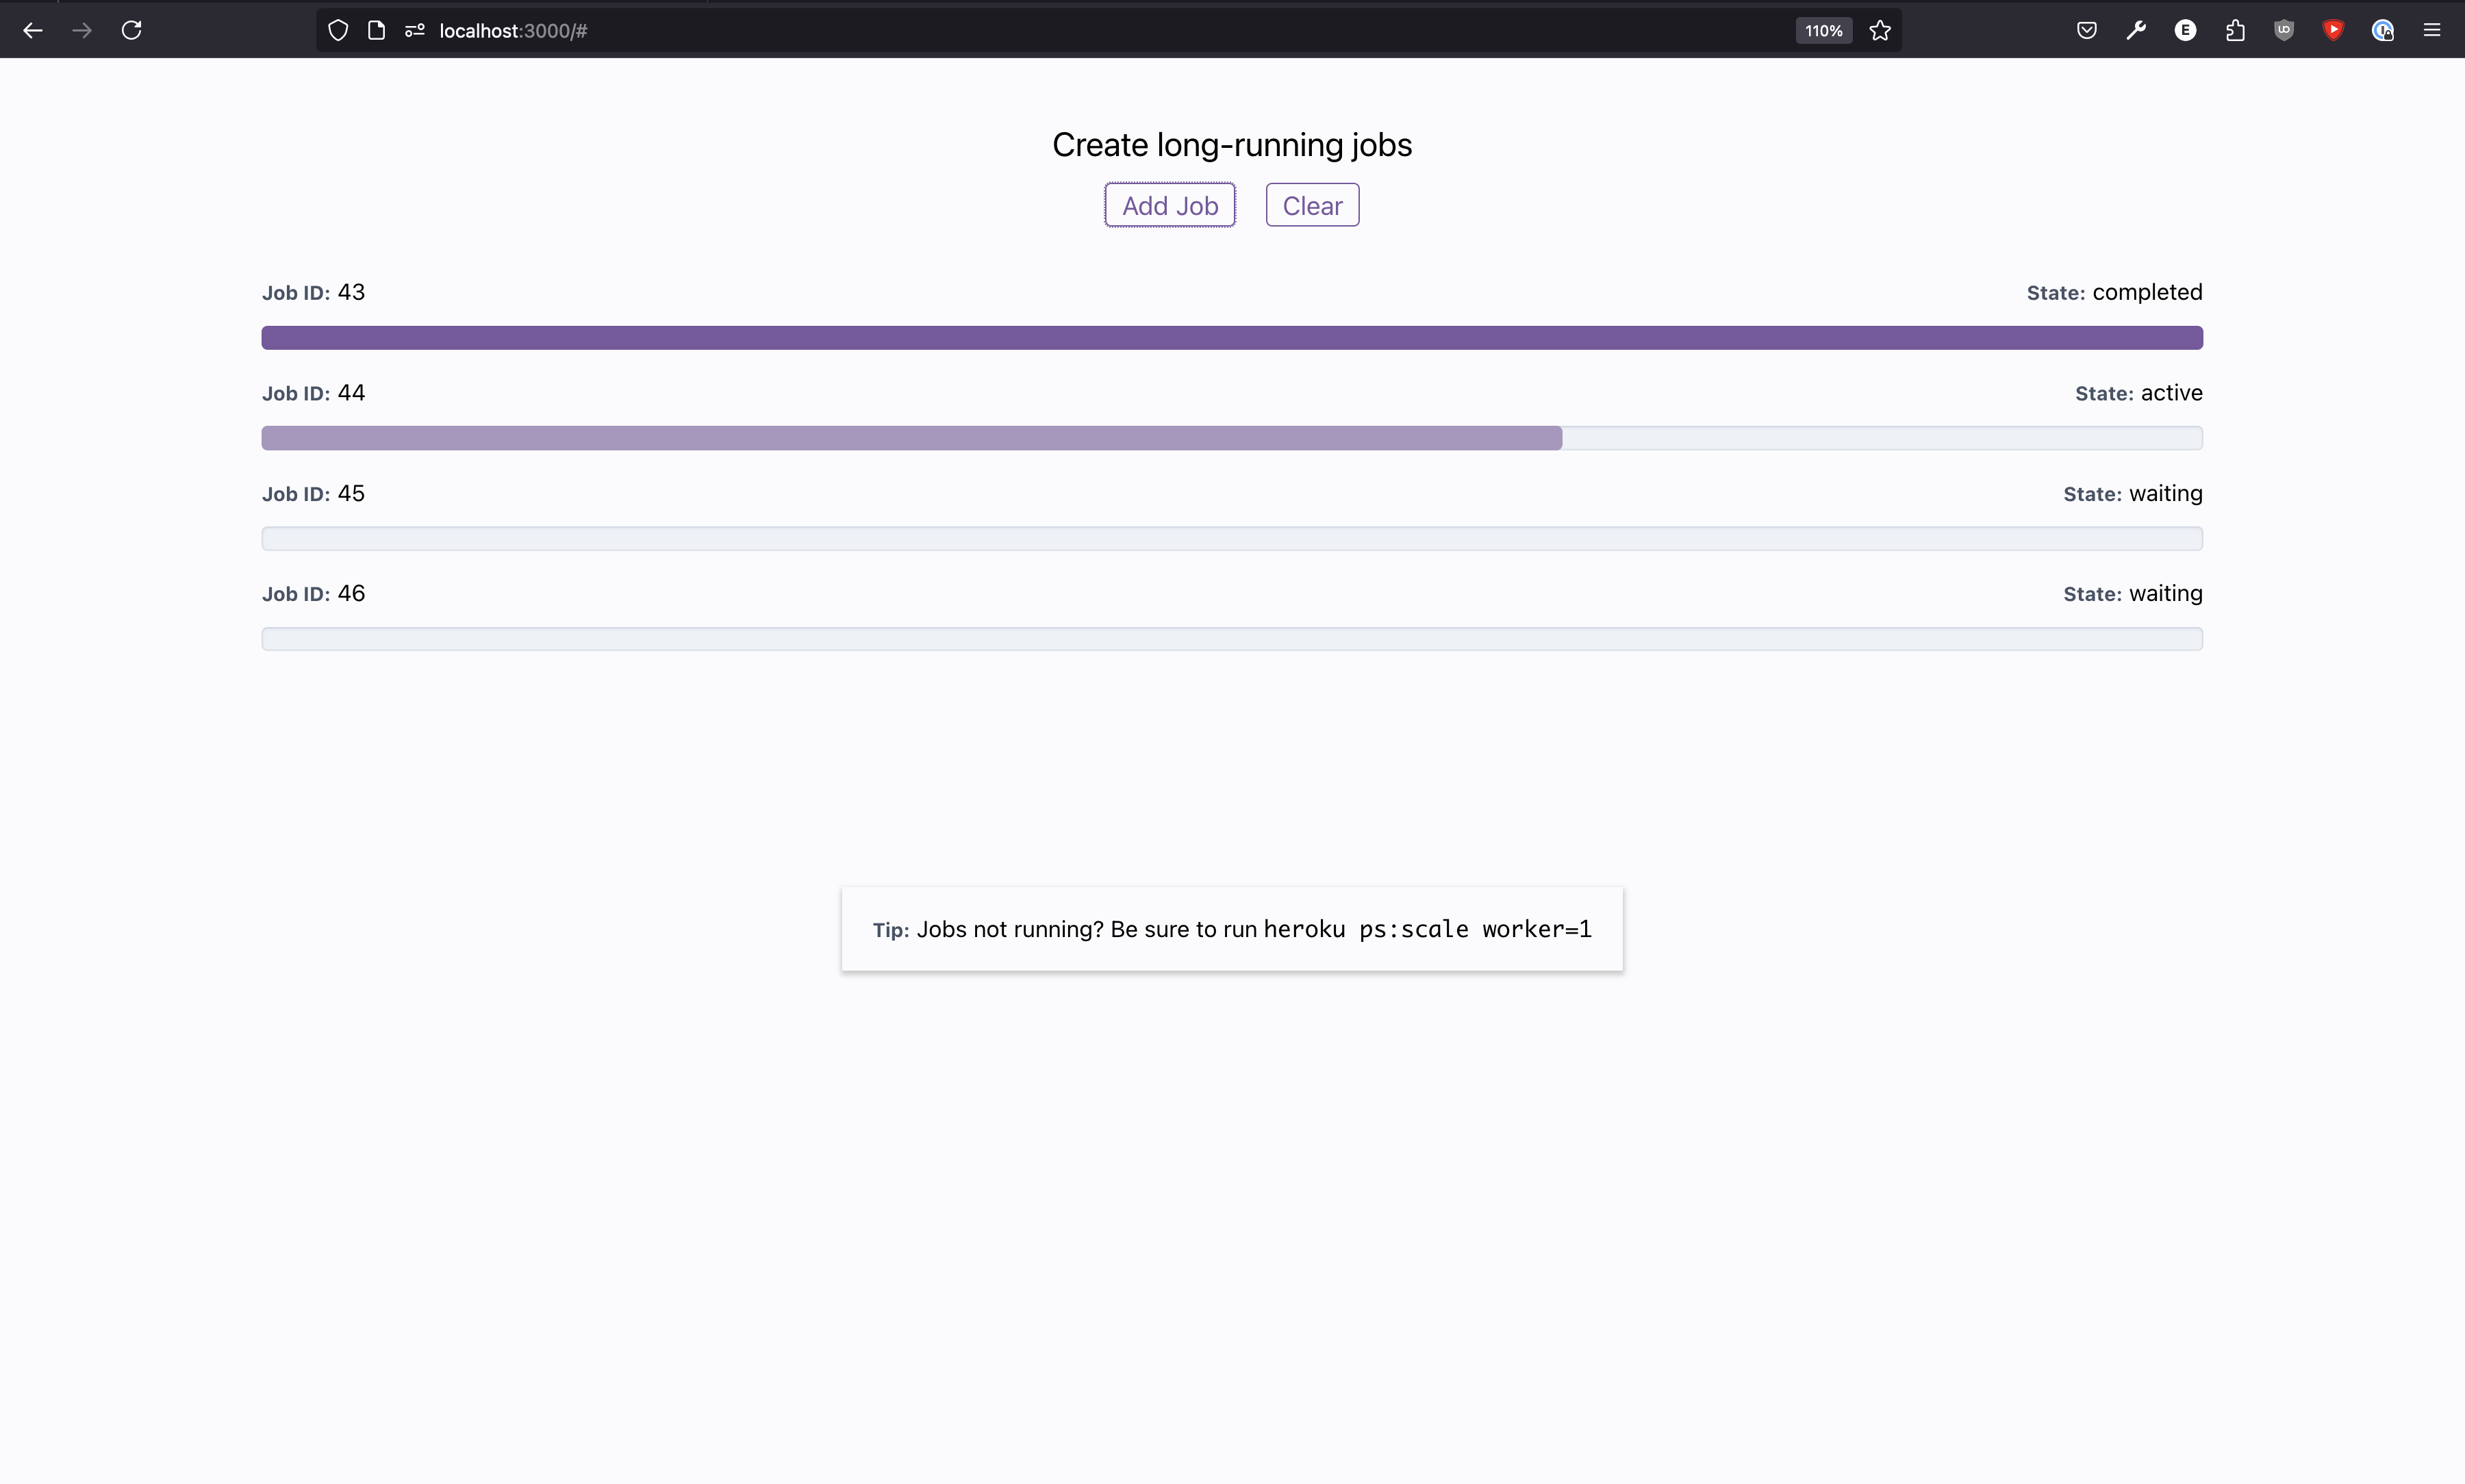 localhost:3000/#
110%
E
Create long-running jobs
Add Job Clear
Job ID: 43 State: completed
Job ID: 44 State: active
Job ID: 45 State: waiting
Job ID: 46 State: waiting
Tip: Jobs not running? Be sure to run heroku ps:scale worker=1